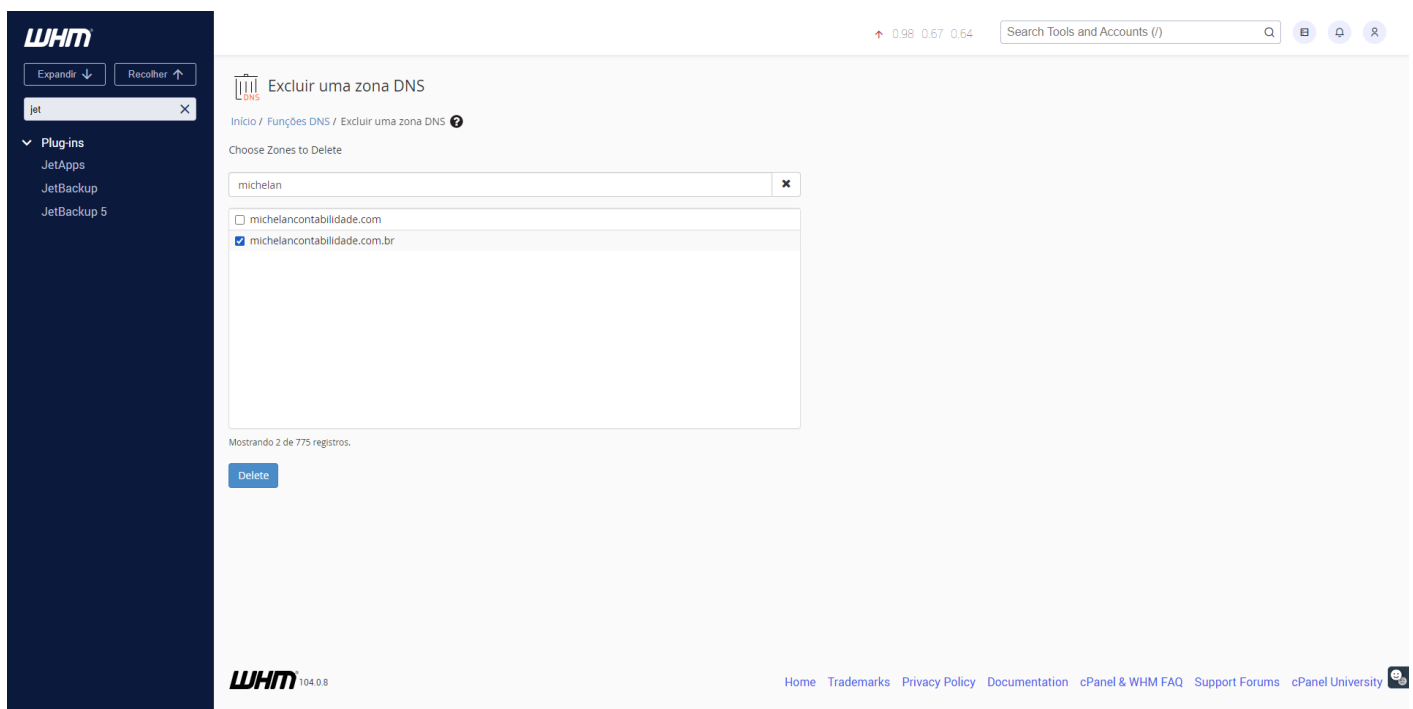 WHM
0.98 0.67 0.64
Search Tools and Accounts (/)
Expandir
Recolher
jet
Plug-ins
JetApps
JetBackup
JetBackup 5
DNS
Excluir uma zona DNS
Início / Funções DNS / Excluir uma zona DNS
Choose Zones to Delete
michelan
michelancontabilidade.com
michelancontabilidade.com.br
Mostrando 2 de 775 registros.
Delete
WHM 104.0.8
Home Trademarks Privacy Policy Documentation cPanel & WHM FAQ Support Forums cPanel University